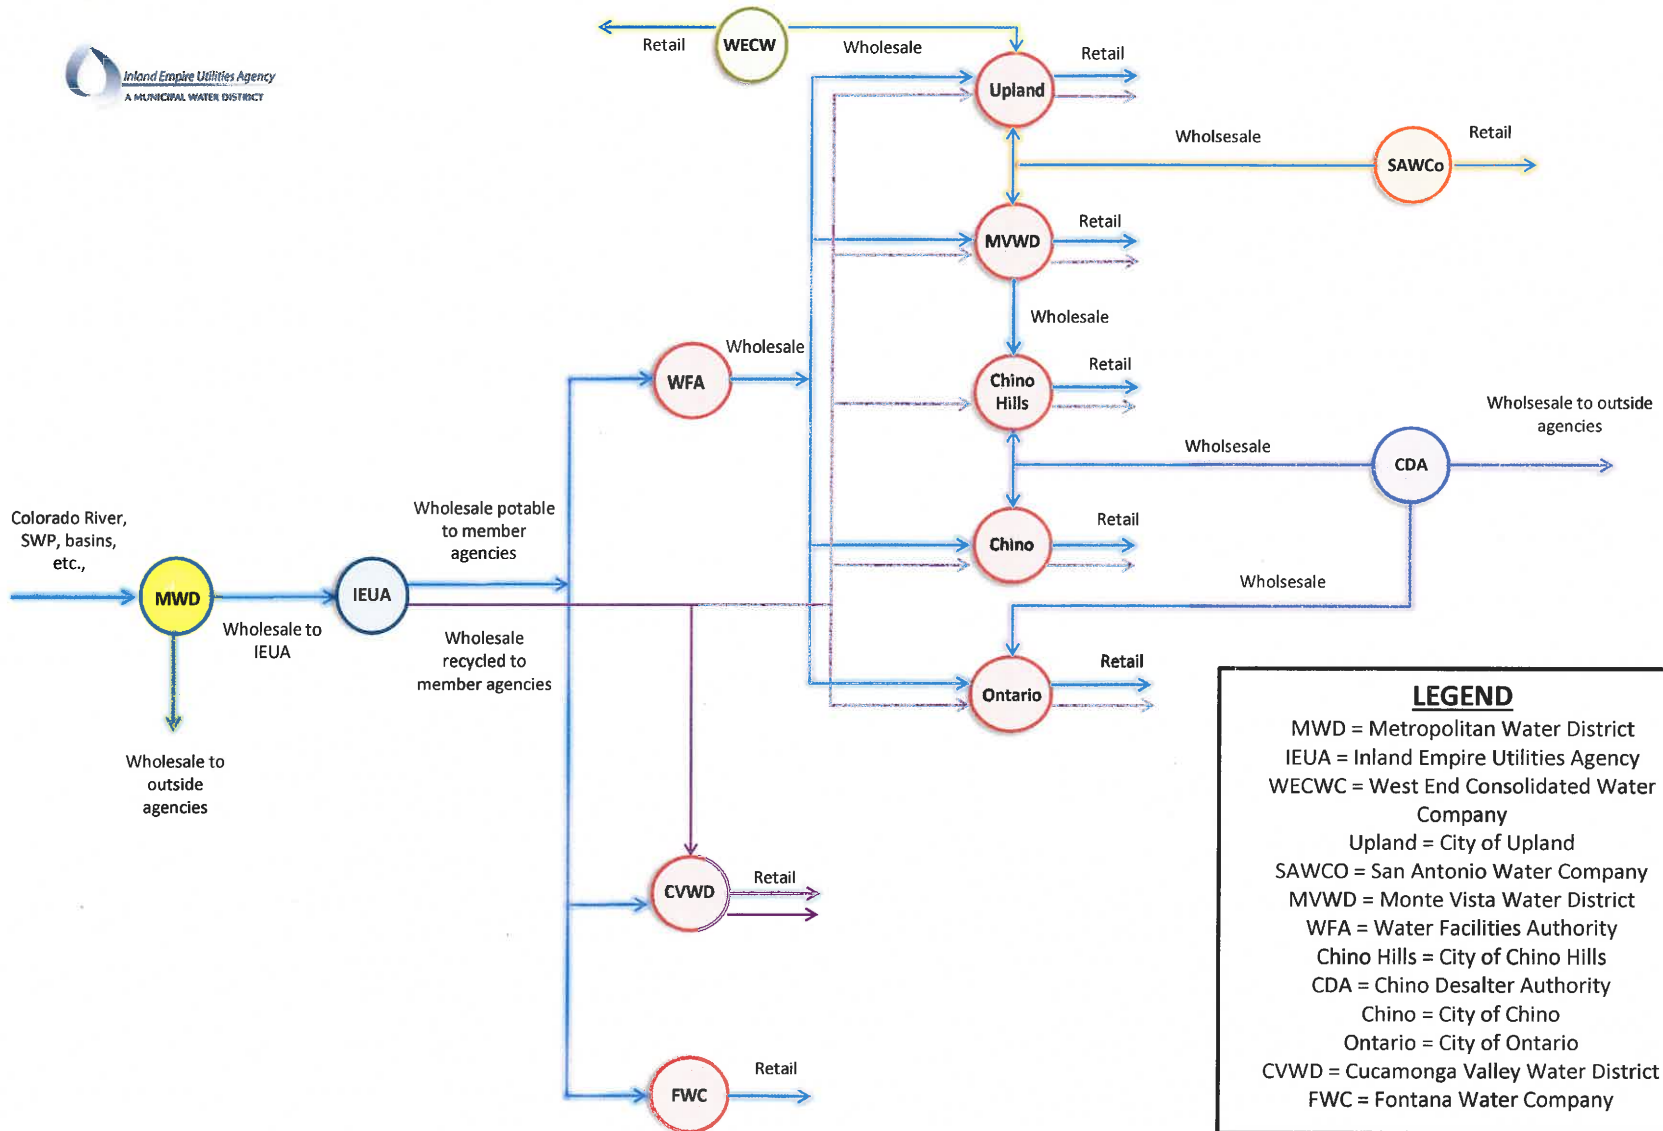 Inland Empire Utilities Agency
A MUNICIPAL WATER DISTRICT
Retail
WECW
Wholesale
Upland
Retail
Wholsesale
SAWCo
Retail
MVWD
Retail
Wholesale
WFA
Wholesale
Chino
Hills
Retail
Wholsesale
CDA
Wholsesale to outside
agencies
Colorado River,
SWP, basins,
etc.,
MWD
Wholesale to
IEUA
IEUA
Wholesale potable
to member
agencies
Wholesale
recycled to
member agencies
Wholesale to
outside
agencies
Chino
Retail
Wholsesale
Ontario
Retail
CVWD
Retail
FWC
Retail
LEGEND
MWD = Metropolitan Water District
IEUA = Inland Empire Utilities Agency
WECWC = West End Consolidated Water
Company
Upland = City of Upland
SAWCO = San Antonio Water Company
MVWD = Monte Vista Water District
WFA = Water Facilities Authority
Chino Hills = City of Chino Hills
CDA = Chino Desalter Authority
Chino = City of Chino
Ontario = City of Ontario
CVWD = Cucamonga Valley Water District
FWC = Fontana Water Company